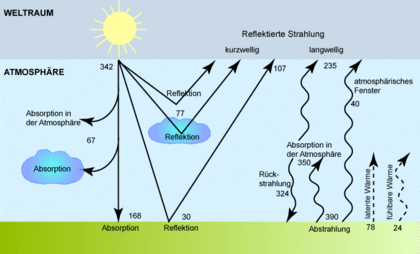 WELTRAUM
Reflektierte Strahlung
kurzwellig
langwellig
ATMOSPHÄRE
342
107
235
atmosphärisches
Fenster
40
Reflektion
77
Reflektion
Absorption in
der Atmosphäre
67
Absorption
Absorption in
der Atmosphäre
350
Rück-
strahlung
324
latente Wärme
fühlbare Wärme
168
30
390
78
24
Absorption
Reflektion
Abstrahlung